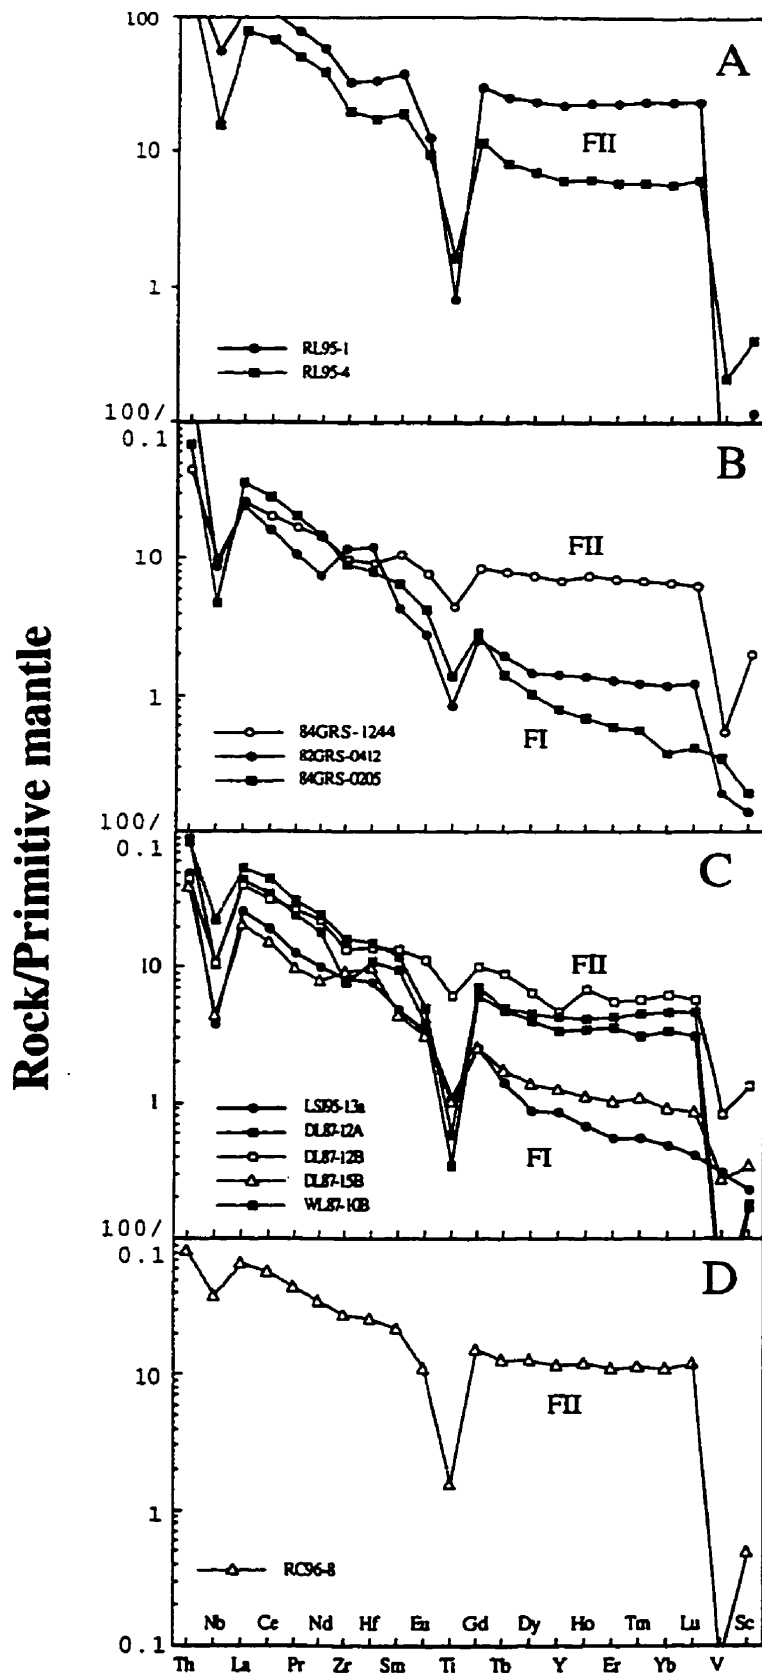 Rock/Primitive mantle
100
A
10
FII
1
RL95-1
RL95-4
100/
0.1
B
FII
10
1
FI
84GRS-1244
82GRS-0412
84GRS-0205
100/
0.1
C
10
FII
1
FI
LSJ95-13a
DL87-12A
DL87-12B
DL87-15B
WL87-10B
100/
0.1
D
10
FII
1
RC96-8
Nb Ce Nd Hf Eu Gd Dy Ho Tm Lu Sc
0.1
Th La Pr Zr Sm Ti Tb Y Er Yb V